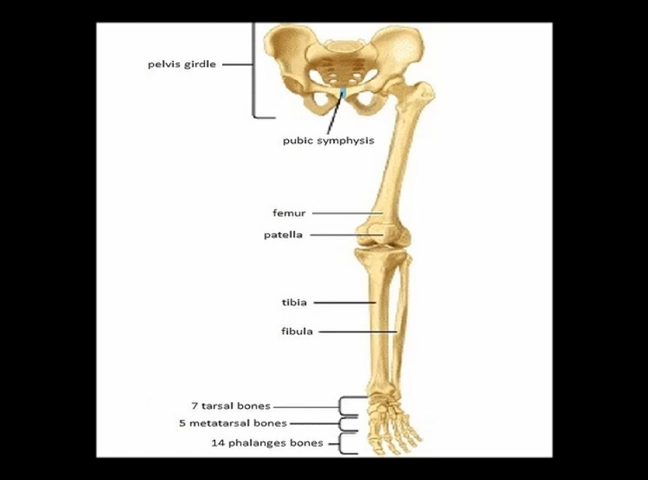 pelvis girdle
pubic symphysis
femur
patella
tibia
fibula
7 tarsal bones
5 metatarsal bones
14 phalanges bones